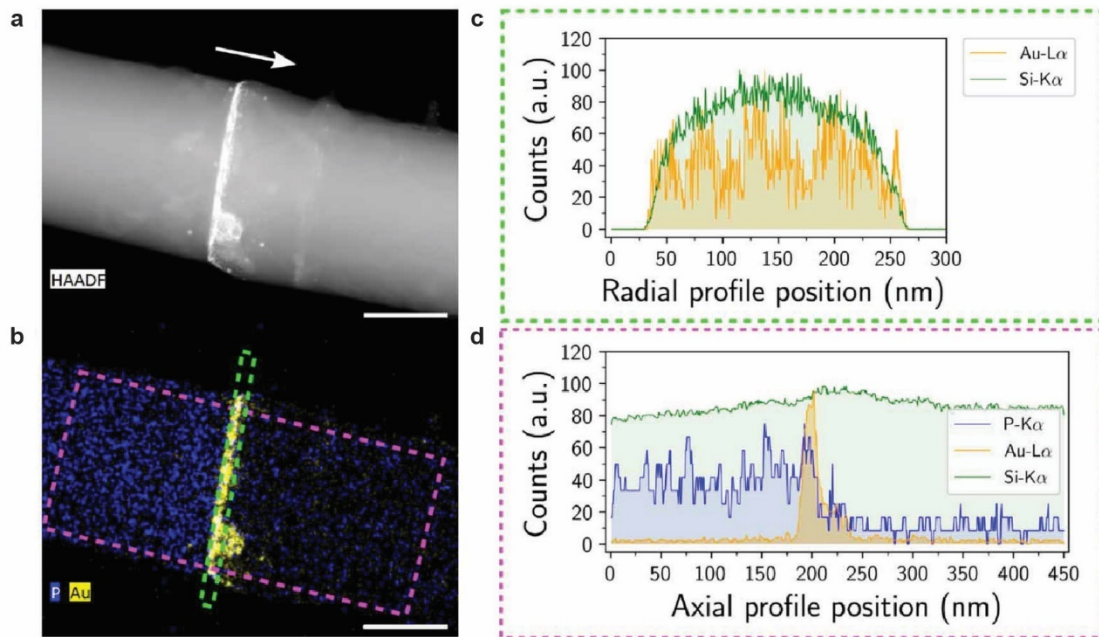 a
HAADF
b
P Au
c
Counts (a.u.)
120
100
80
60
40
20
0
0 50 100 150 200 250 300
Radial profile position (nm)
Au-Lα
Si-Kα
d
Counts (a.u.)
120
100
80
60
40
20
0
P-Kα
Au-Lα
Si-Kα
0 50 100 150 200 250 300 350 400 450
Axial profile position (nm)